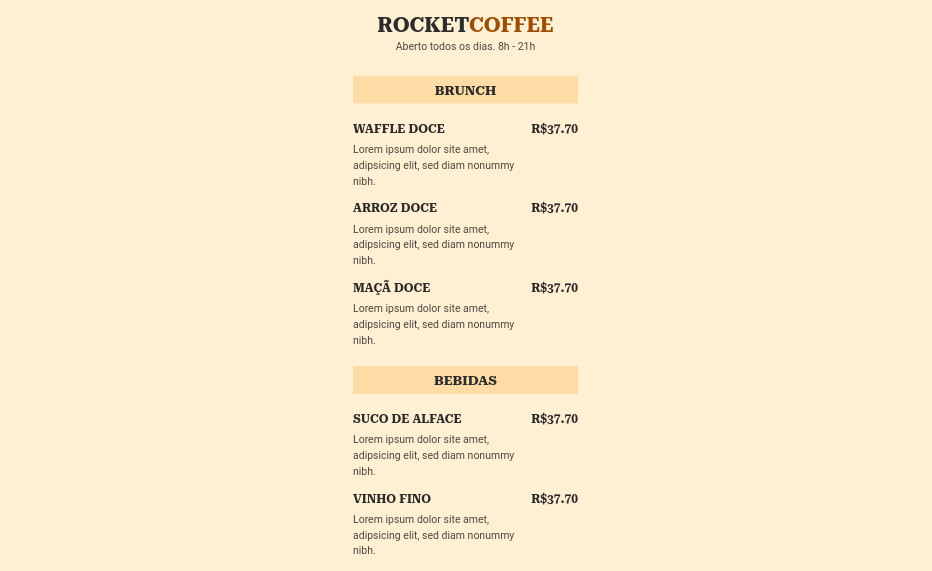 ROCKETCOFFEE
Aberto todos os dias. 8h - 21h
BRUNCH
WAFFLE DOCE R$37.70
Lorem ipsum dolor site amet,
adipsicing elit, sed diam nonummy
nibh.
ARROZ DOCE R$37.70
Lorem ipsum dolor site amet,
adipsicing elit, sed diam nonummy
nibh.
MAÇÃ DOCE R$37.70
Lorem ipsum dolor site amet,
adipsicing elit, sed diam nonummy
nibh.
BEBIDAS
SUCO DE ALFACE R$37.70
Lorem ipsum dolor site amet,
adipsicing elit, sed diam nonummy
nibh.
VINHO FINO R$37.70
Lorem ipsum dolor site amet,
adipsicing elit, sed diam nonummy
nibh.